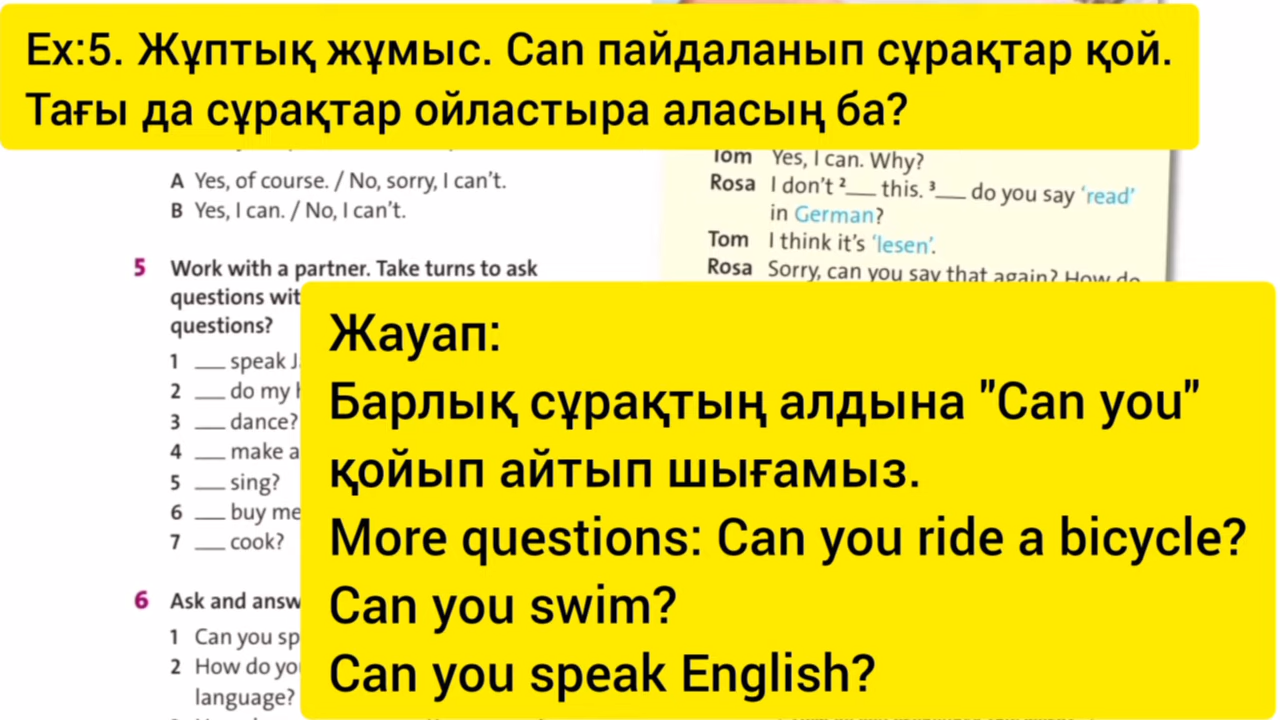 Ex:5. Жұптық жұмыс. Can пайдаланып сұрақтар қой.
Тағы да сұрақтар ойластыра аласың ба?
A Yes, of course. / No, sorry, I can't.
B Yes, I can. / No, I can't.
5 Work with a partner. Take turns to ask
questions
questions?
1 ___ speak
2 ___ do my
3 ___ dance?
4 ___ make a
5 ___ sing?
6 ___ buy me
7 ___ cook?
6 Ask and
1 Can you
2 How do
language?
Tom Yes, I can. Why?
Rosa I don't ²___ this. ³___ do you say 'read'
in German?
Tom I think it's 'lesen'.
Rosa Sorry, can you say that again? How do
Жауап:
Барлық сұрақтың алдына "Can you"
қойып айтып шығамыз.
More questions: Can you ride a bicycle?
Can you swim?
Can you speak English?